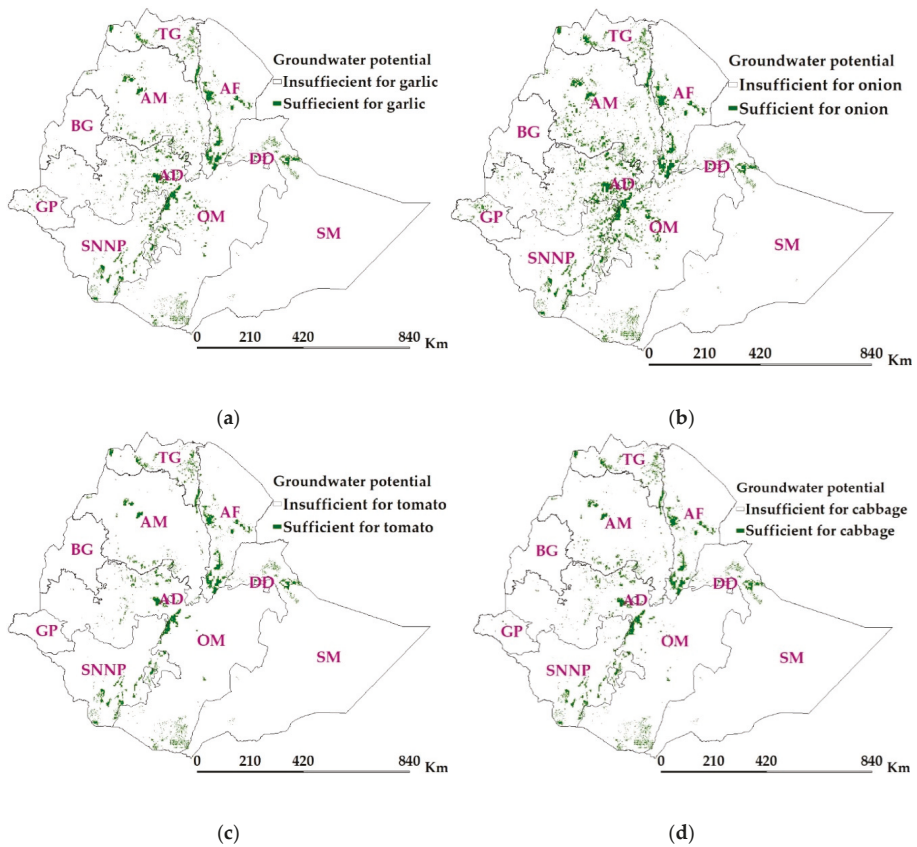 TG
Groundwater potential
Insuffiecient for garlic
Suffiecient for garlic
AF
AM
BG
DD
AD
GP
OM
SNNP
SM
0 210 420 840 Km
(a)
TG
Groundwater potential
Insufficient for onion
Sufficient for onion
AF
AM
BG
DD
AD
GP
OM
SNNP
SM
0 210 420 840 Km
(b)
TG
Groundwater potential
Insufficient for tomato
Sufficient for tomato
AF
AM
BG
DD
AD
GP
OM
SNNP
SM
0 210 420 840 Km
(c)
TG
Groundwater potential
Insufficient for cabbage
Sufficient for cabbage
AF
AM
BG
DD
AD
GP
OM
SNNP
SM
0 210 420 840 Km
(d)